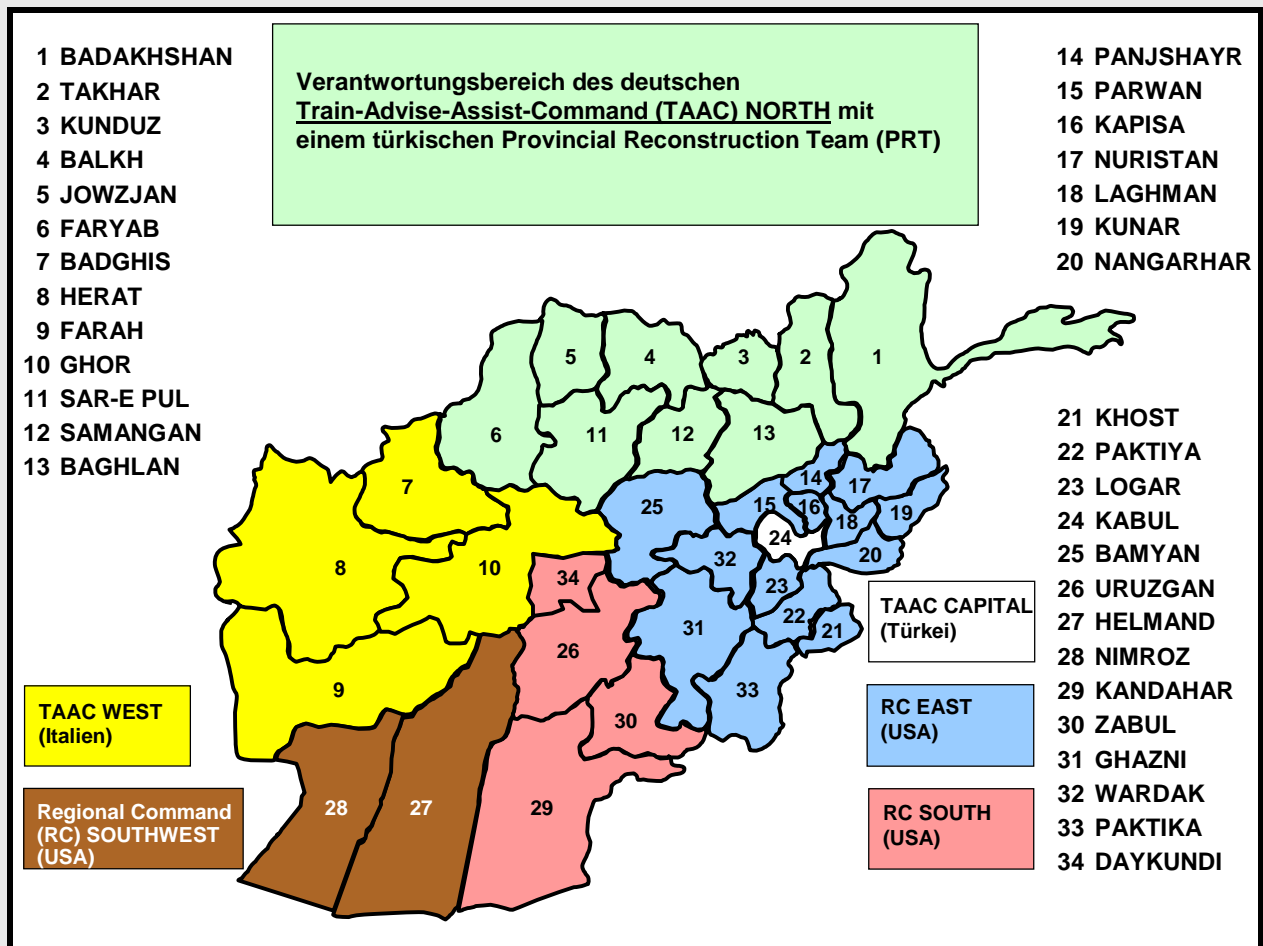 1 BADAKHSHAN
2 TAKHAR
3 KUNDUZ
4 BALKH
5 JOWZJAN
6 FARYAB
7 BADGHIS
8 HERAT
9 FARAH
10 GHOR
11 SAR-E PUL
12 SAMANGAN
13 BAGHLAN
Verantwortungsbereich des deutschen
Train-Advise-Assist-Command (TAAC) NORTH mit
einem türkischen Provincial Reconstruction Team (PRT)
14 PANJSHAYR
15 PARWAN
16 KAPISA
17 NURISTAN
18 LAGHMAN
19 KUNAR
20 NANGARHAR
21 KHOST
22 PAKTIYA
23 LOGAR
24 KABUL
25 BAMYAN
26 URUZGAN
27 HELMAND
28 NIMROZ
29 KANDAHAR
30 ZABUL
31 GHAZNI
32 WARDAK
33 PAKTIKA
34 DAYKUNDI
5
4
3
2
1
6
11
12
13
7
25
15
14
16
17
18
19
24
20
8
10
34
32
23
22
21
31
26
33
9
30
28
27
29
TAAC WEST
(Italien)
Regional Command
(RC) SOUTHWEST
(USA)
TAAC CAPITAL
(Türkei)
RC EAST
(USA)
RC SOUTH
(USA)